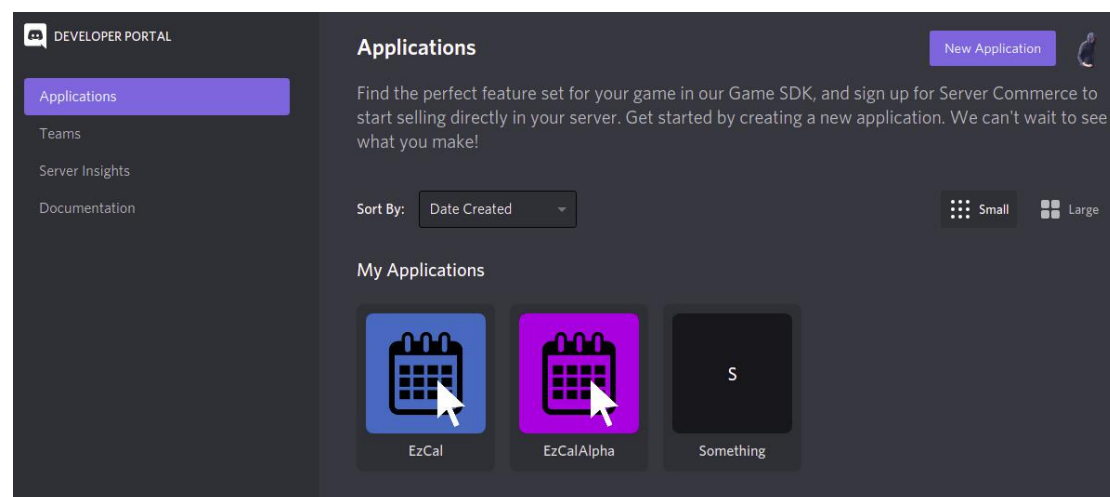 DEVELOPER PORTAL
Applications
Teams
Server Insights
Documentation
Applications
New Application
Find the perfect feature set for your game in our Game SDK, and sign up for Server Commerce to
start selling directly in your server. Get started by creating a new application. We can't wait to see
what you make!
Sort By: Date Created
Small Large
My Applications
S
EzCal EzCalAlpha Something